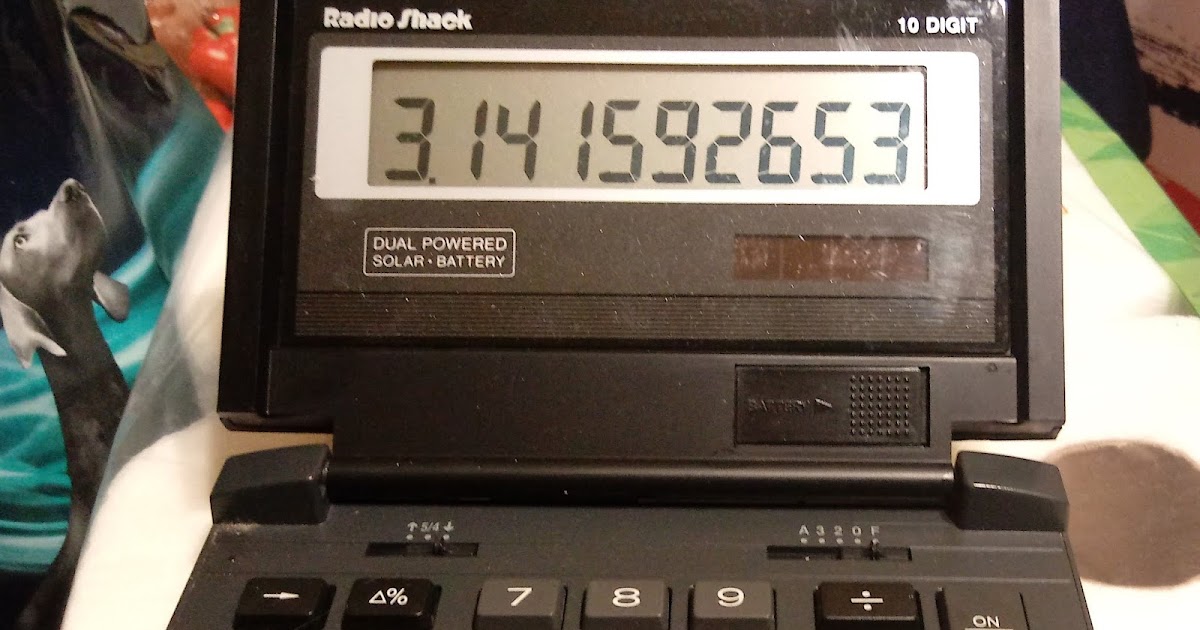 Radio Shack
10 DIGIT
3.141592653
DUAL POWERED
SOLAR • BATTERY
BATTERY
↑ 5/4 ↓
A 3 2 0 F
→ Δ% 7 8 9 ÷
ON